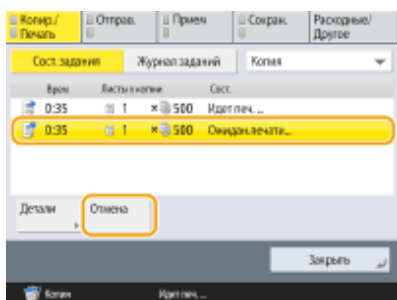 Копир./ Печать
Отправ.
Прием
Сохран.
Расходные/ Другое
Сост. задания
Журнал заданий
Копия
Врем Листы x копии Сост.
0:35 1 × 500 Идет печ. ...
0:35 1 × 500 Ожидан.печати...
Детали
Отмена
Закрыть
Копия Идет печ. ...